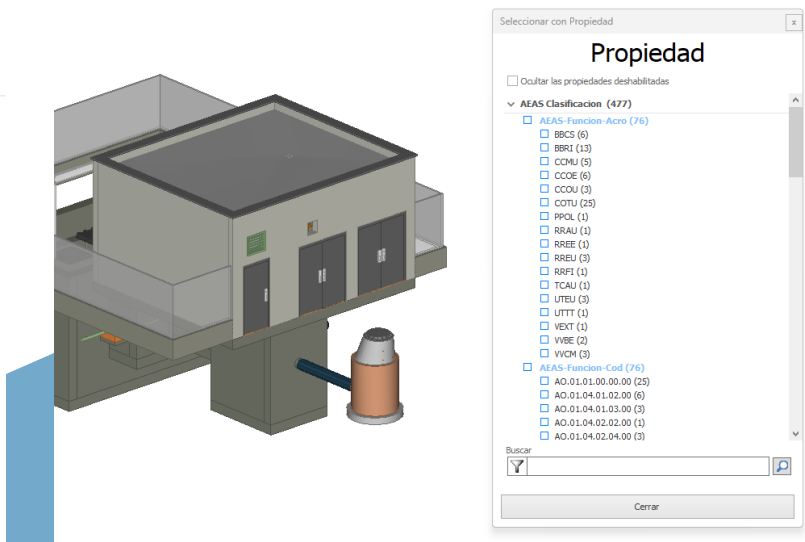 Seleccionar con Propiedad
x
Propiedad
Ocultar las propiedades deshabilitadas
AEAS Clasificacion (477)
AEAS-Funcion-Acro (76)
BBCS (6)
BBRI (13)
CCMU (5)
CCOE (6)
CCOU (3)
COTU (25)
PPOL (1)
RRAU (1)
RREE (1)
RREU (3)
RRFI (1)
TCAU (1)
UTEU (3)
UTTT (1)
VEXT (1)
VVBE (2)
VVCM (3)
AEAS-Funcion-Cod (76)
AO.01.01.00.00.00 (25)
AO.01.04.01.02.00 (6)
AO.01.04.01.03.00 (3)
AO.01.04.02.02.00 (1)
AO.01.04.02.04.00 (3)
Buscar
Cerrar